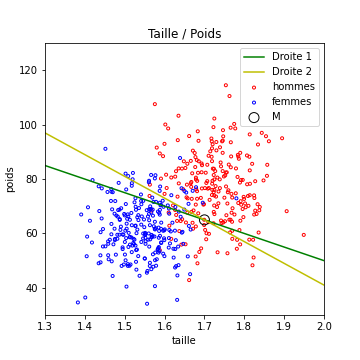 Taille / Poids
Droite 1
Droite 2
hommes
femmes
M
120
100
80
60
40
poids
1.3 1.4 1.5 1.6 1.7 1.8 1.9 2.0
taille